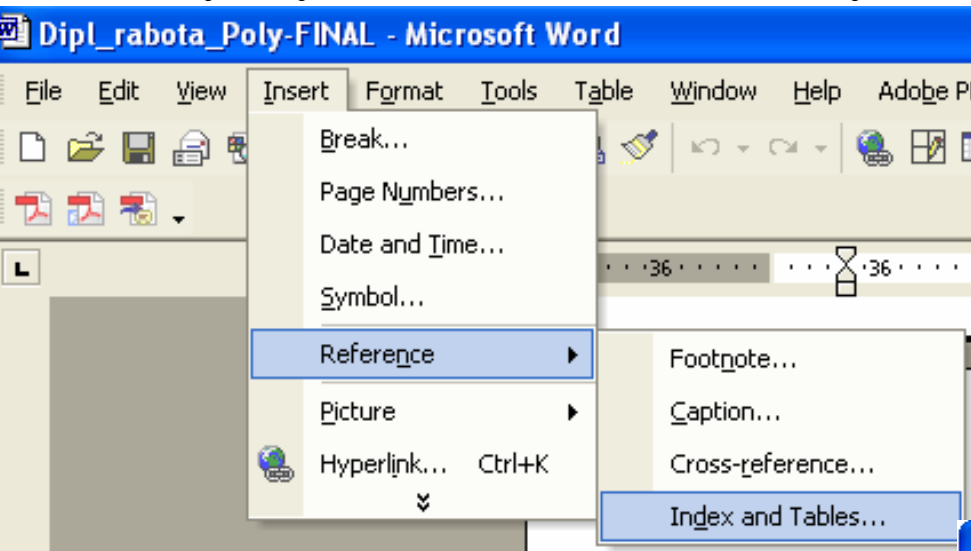 Dipl_rabota_Poly-FINAL - Microsoft Word
File Edit View Insert Format Tools Table Window Help Adobe P
Break...
Page Numbers...
Date and Time...
Symbol...
36 36
Reference
Footnote...
Picture
Caption...
Hyperlink... Ctrl+K
Cross-reference...
Index and Tables...